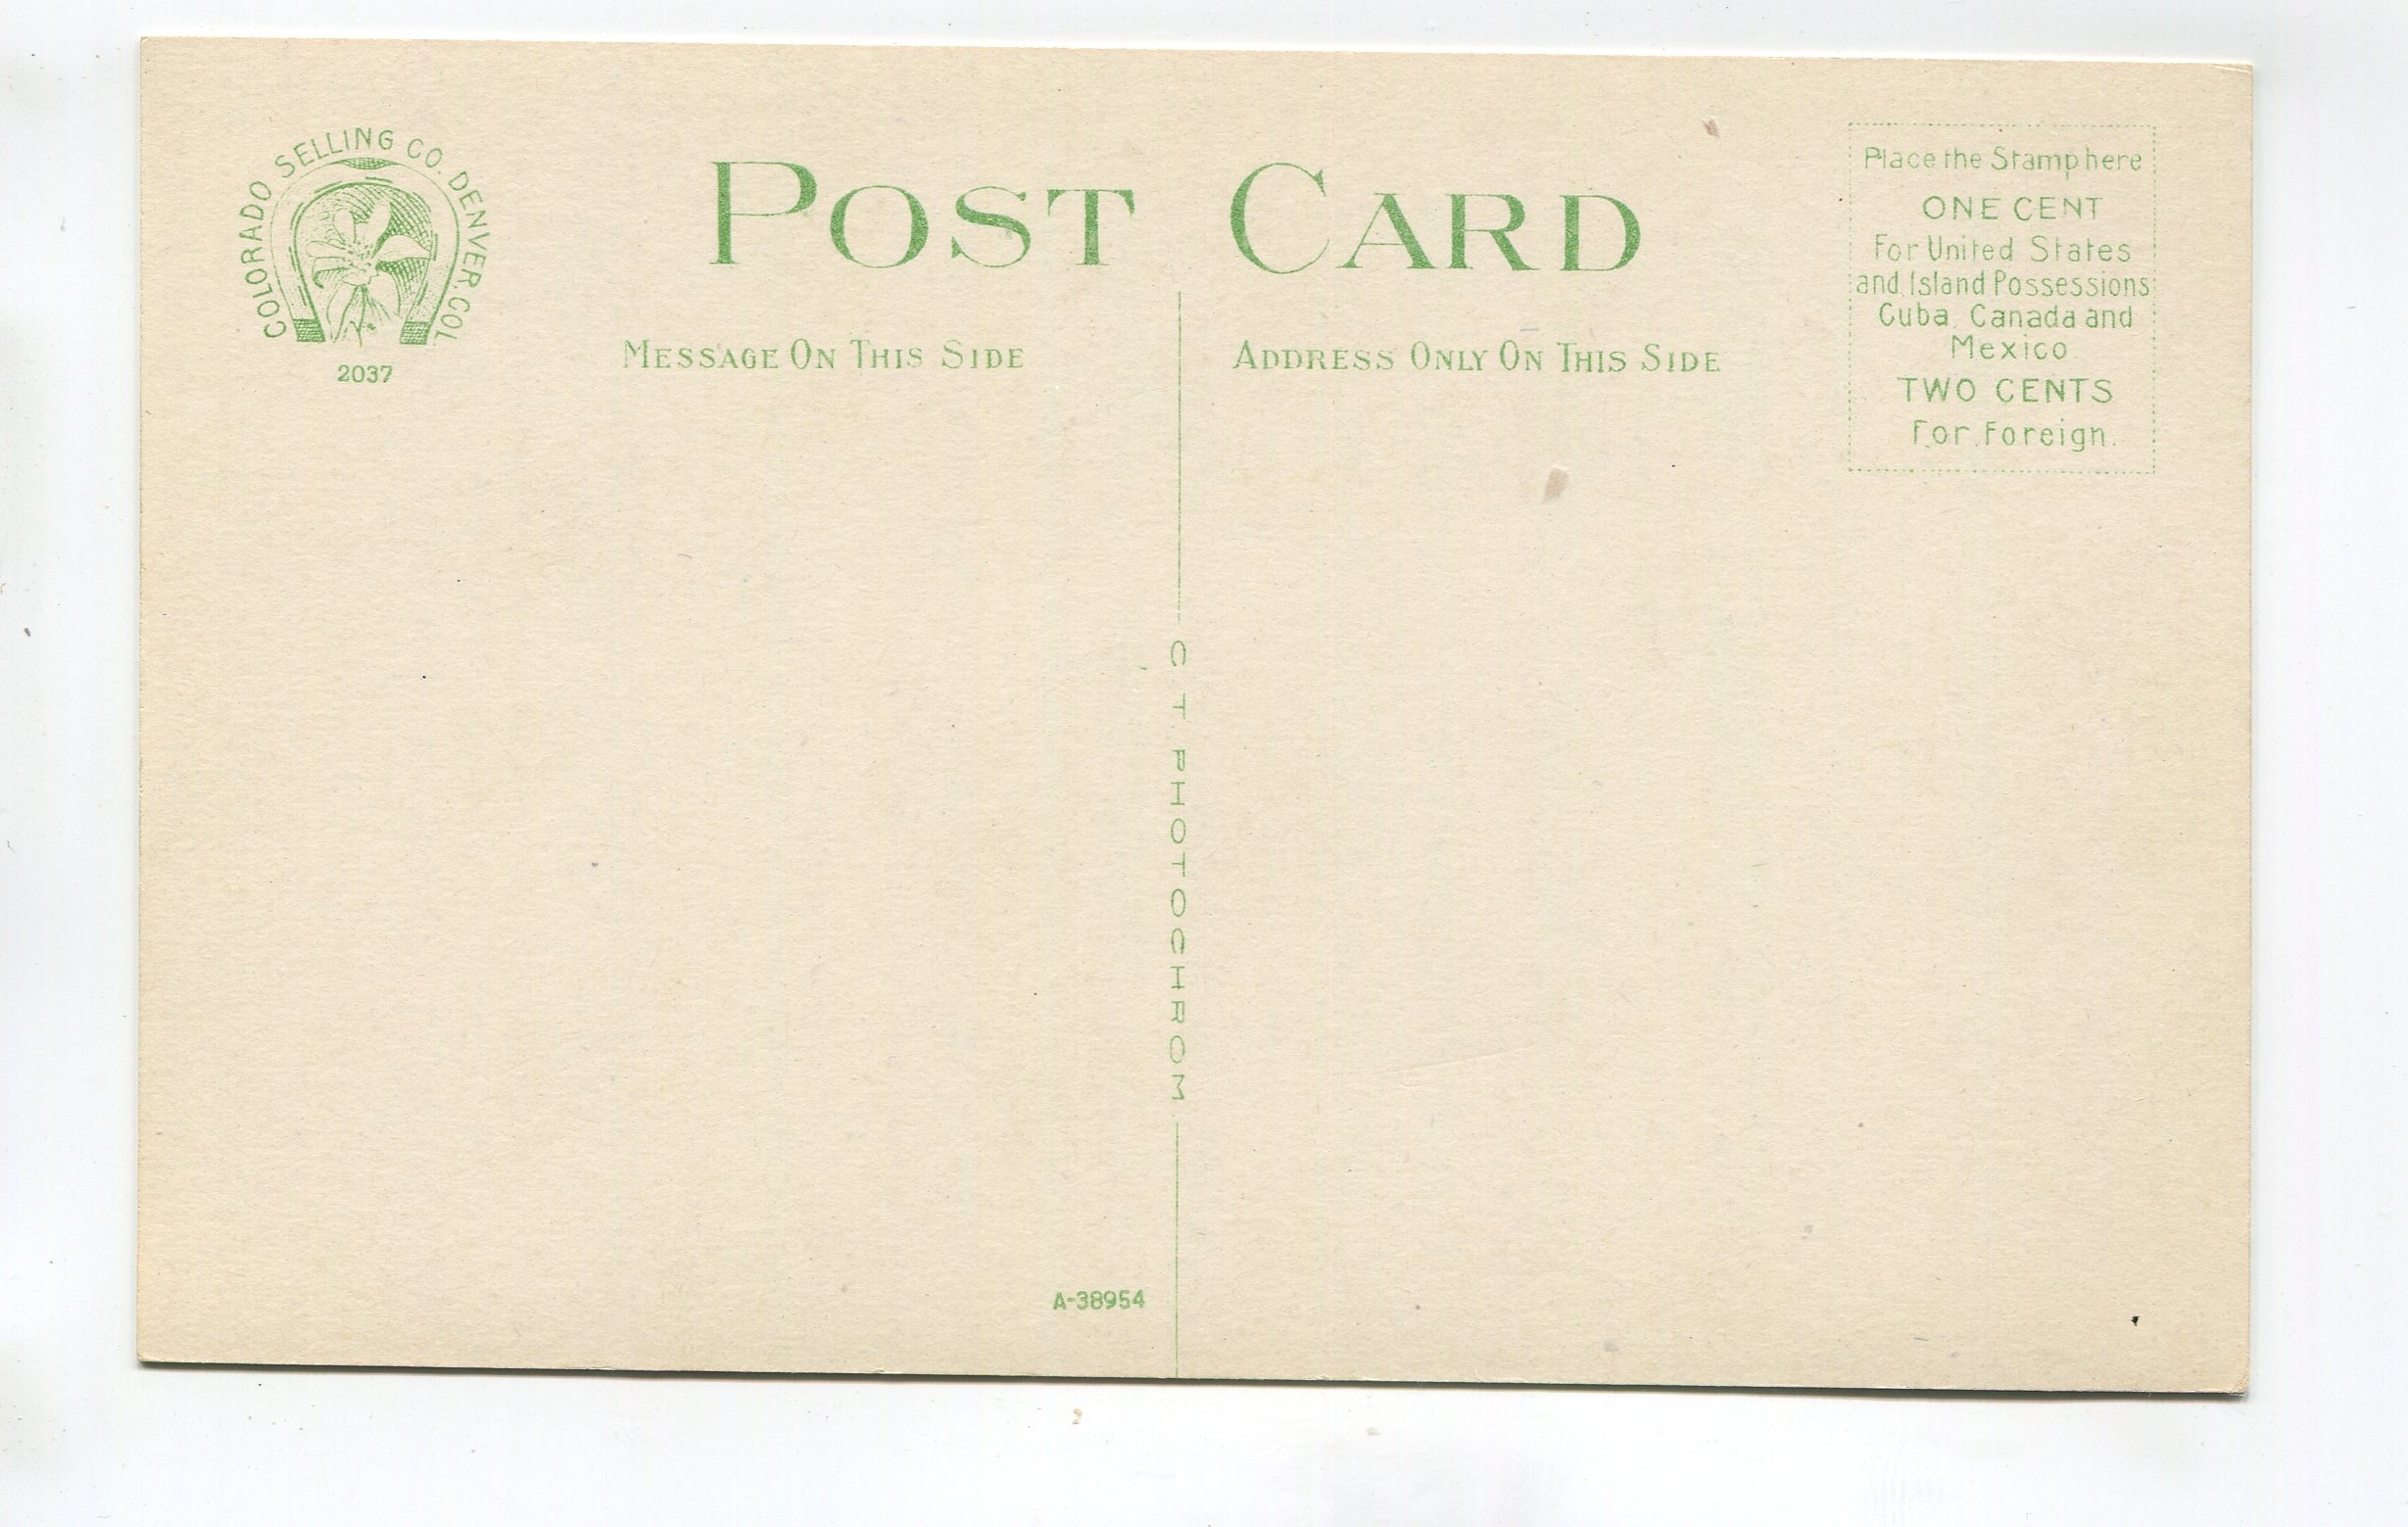 COLORADO SELLING CO. DENVER, COL.
2037
POST CARD
MESSAGE ON THIS SIDE
ADDRESS ONLY ON THIS SIDE
Place the Stamp here
ONE CENT
For United States
and Island Possessions
Cuba, Canada and
Mexico
TWO CENTS
For Foreign.
C. T. PHOTOCHROM
A-38954